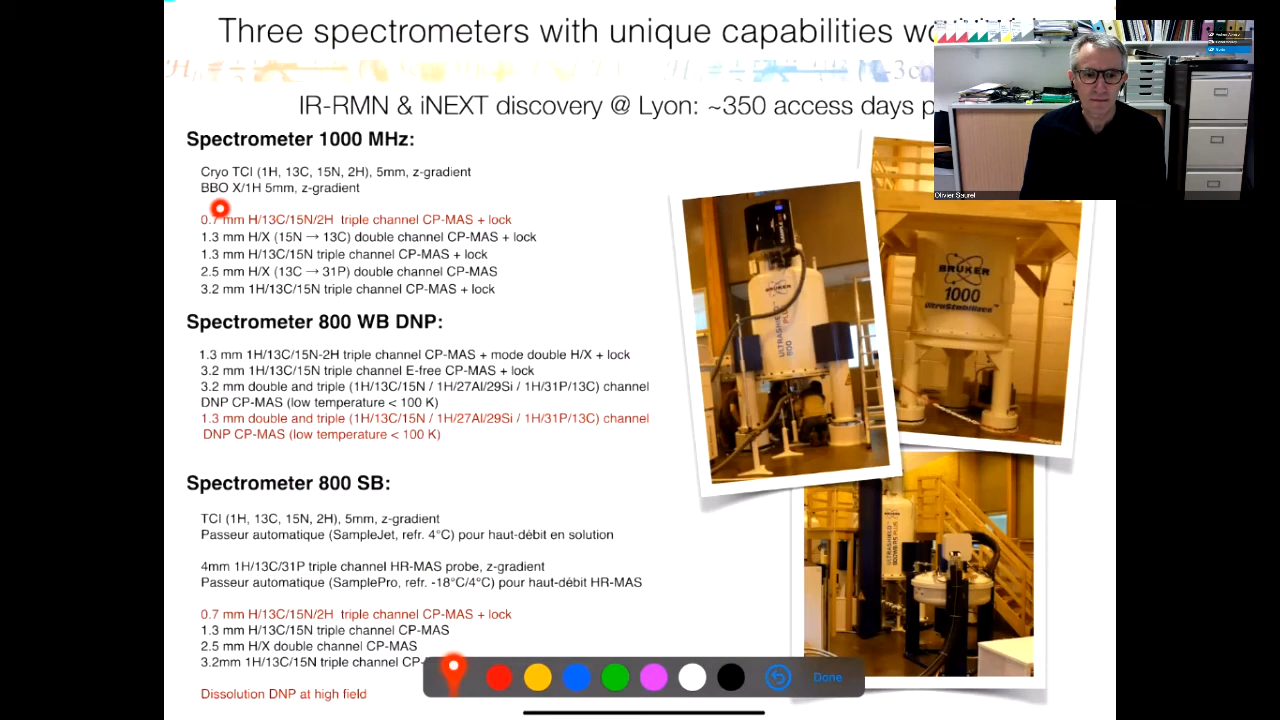 Three spectrometers with unique capabilities
IR-RMN & iNEXT discovery @ Lyon: ~350 access days
Spectrometer 1000 MHz:
Cryo TCI (1H, 13C, 15N, 2H), 5mm, z-gradient
BBO X/1H 5mm, z-gradient
0.7 mm H/13C/15N/2H triple channel CP-MAS + lock
1.3 mm H/X (15N → 13C) double channel CP-MAS + lock
1.3 mm H/13C/15N triple channel CP-MAS + lock
2.5 mm H/X (13C → 31P) double channel CP-MAS
3.2 mm 1H/13C/15N triple channel CP-MAS + lock
Spectrometer 800 WB DNP:
1.3 mm 1H/13C/15N-2H triple channel CP-MAS + mode double H/X + lock
3.2 mm 1H/13C/15N triple channel E-free CP-MAS + lock
3.2 mm double and triple (1H/13C/15N / 1H/27Al/29Si / 1H/31P/13C) channel
DNP CP-MAS (low temperature < 100 K)
1.3 mm double and triple (1H/13C/15N / 1H/27Al/29Si / 1H/31P/13C) channel
DNP CP-MAS (low temperature < 100 K)
Spectrometer 800 SB:
TCI (1H, 13C, 15N, 2H), 5mm, z-gradient
Passeur automatique (SampleJet, refr. 4°C) pour haut-débit en solution
4mm 1H/13C/31P triple channel HR-MAS probe, z-gradient
Passeur automatique (SamplePro, refr. -18°C/4°C) pour haut-débit HR-MAS
0.7 mm H/13C/15N/2H triple channel CP-MAS + lock
1.3 mm H/13C/15N triple channel CP-MAS
2.5 mm H/X double channel CP-MAS
3.2mm 1H/13C/15N triple channel CP-
Dissolution DNP at high field
Olivier Saurel
BRUKER
ULTRASHIELD
800
BRUKER
1000
UltraStabilized™
BRUKER
Done